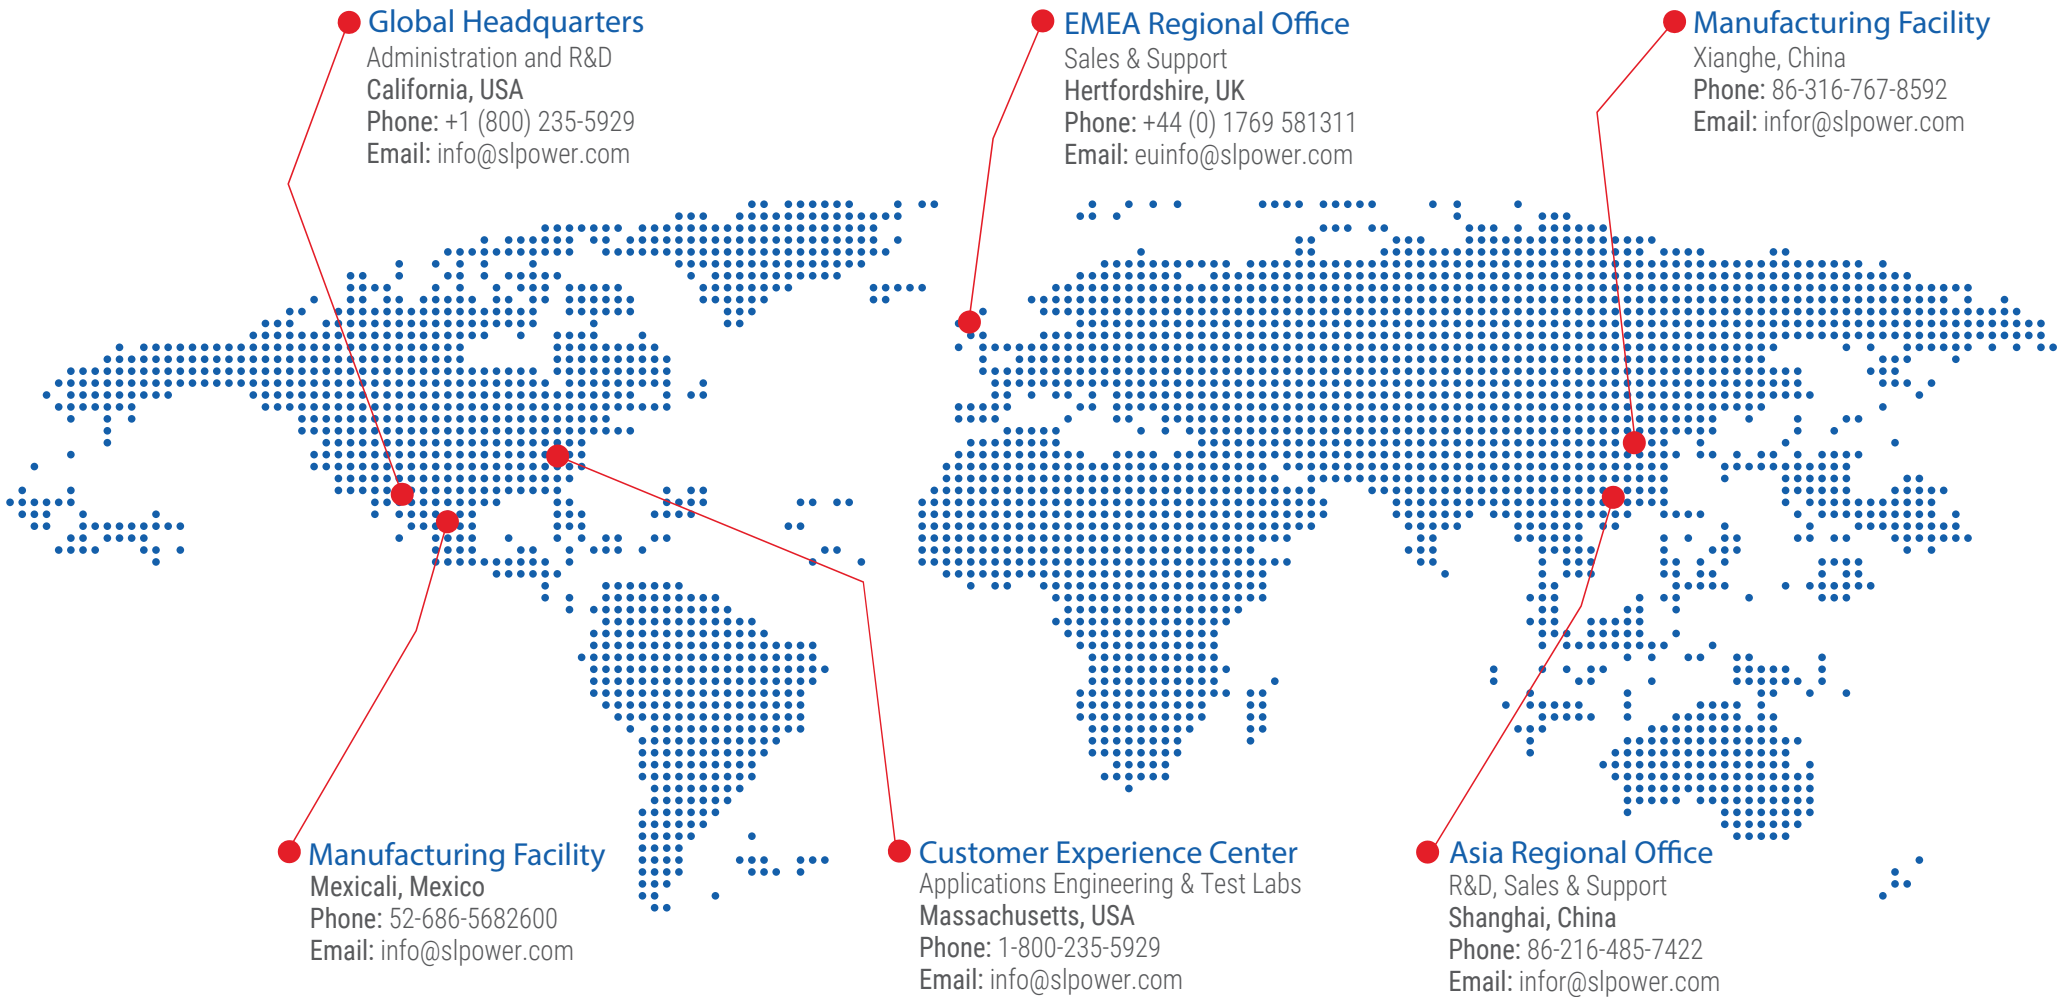 Global Headquarters
Administration and R&D
California, USA
Phone: +1 (800) 235-5929
Email: info@slpower.com
EMEA Regional Office
Sales & Support
Hertfordshire, UK
Phone: +44 (0) 1769 581311
Email: euinfo@slpower.com
Manufacturing Facility
Xianghe, China
Phone: 86-316-767-8592
Email: infor@slpower.com
Manufacturing Facility
Mexicali, Mexico
Phone: 52-686-5682600
Email: info@slpower.com
Customer Experience Center
Applications Engineering & Test Labs
Massachusetts, USA
Phone: 1-800-235-5929
Email: info@slpower.com
Asia Regional Office
R&D, Sales & Support
Shanghai, China
Phone: 86-216-485-7422
Email: infor@slpower.com